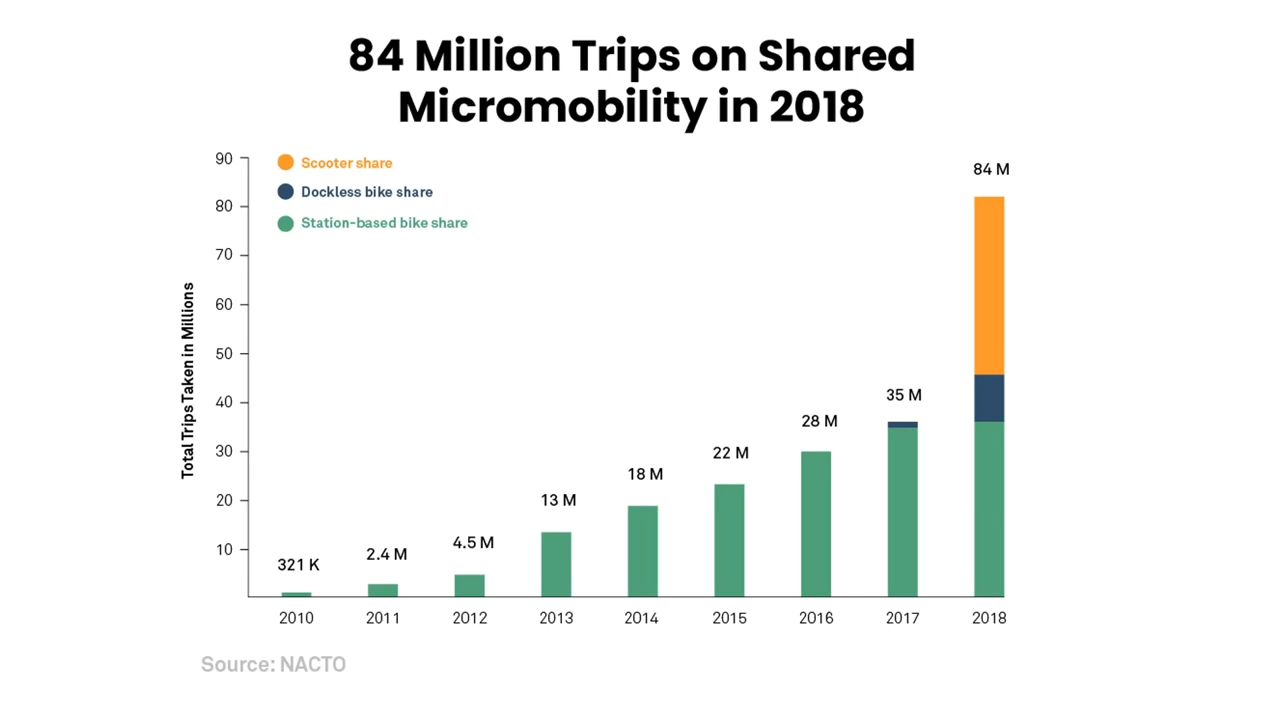 84 Million Trips on Shared
Micromobility in 2018
90
80
70
60
50
40
30
20
10
Total Trips Taken in Millions
Scooter share
Dockless bike share
Station-based bike share
321 K
2.4 M
4.5 M
13 M
18 M
22 M
28 M
35 M
84 M
2010
2011
2012
2013
2014
2015
2016
2017
2018
Source: NACTO